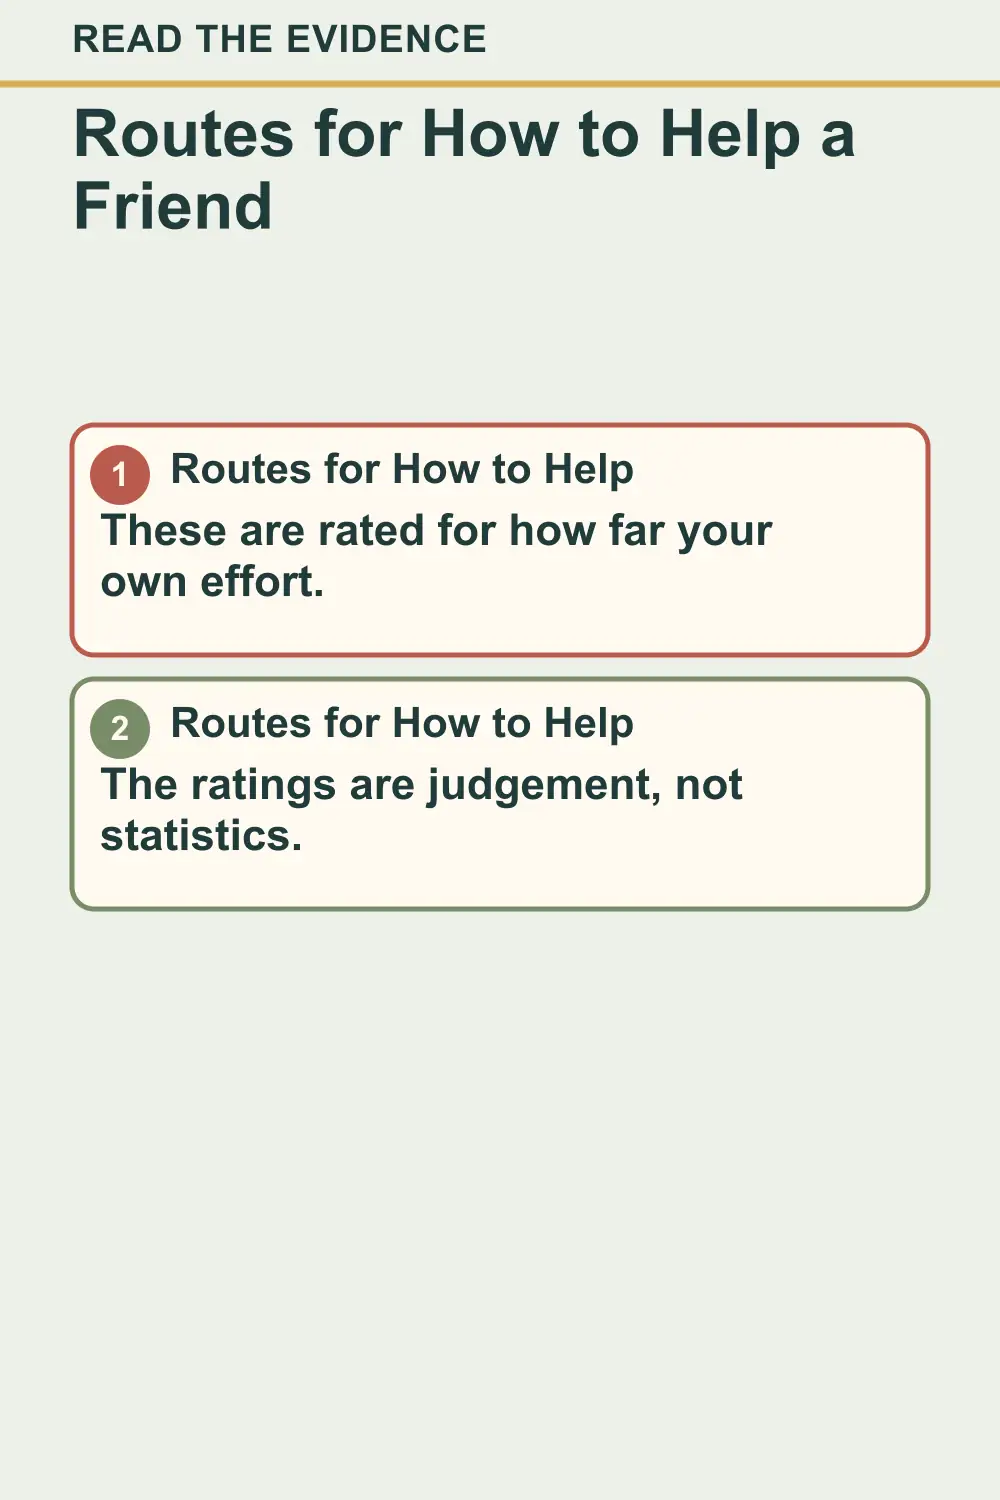 READ THE EVIDENCE
Routes for How to Help a
Friend
1 Routes for How to Help
These are rated for how far your
own effort.
2 Routes for How to Help
The ratings are judgement, not
statistics.